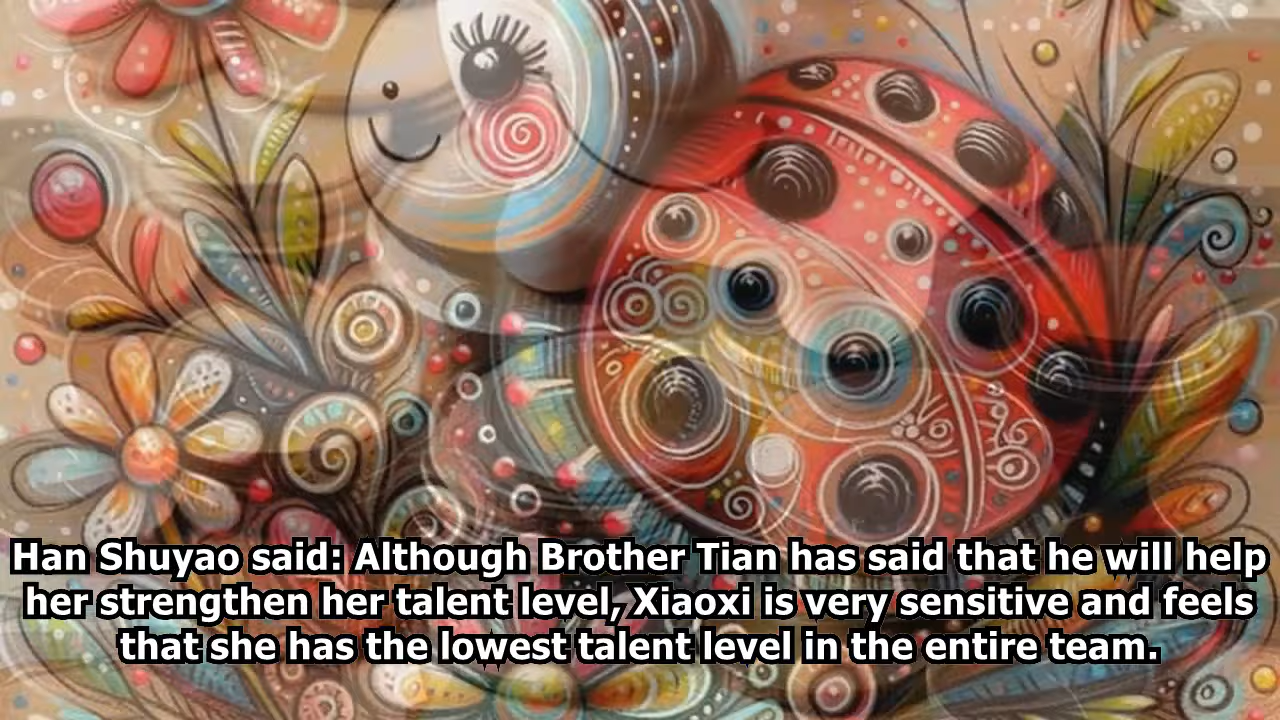 Han Shuyao said: Although Brother Tian has said that he will help
her strengthen her talent level, Xiaoxi is very sensitive and feels
that she has the lowest talent level in the entire team.